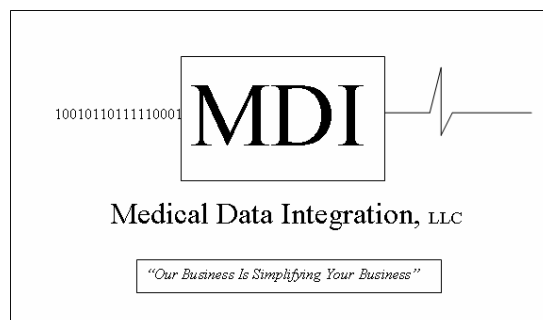 10010110111110001 MDI
Medical Data Integration, LLC
“Our Business Is Simplifying Your Business”